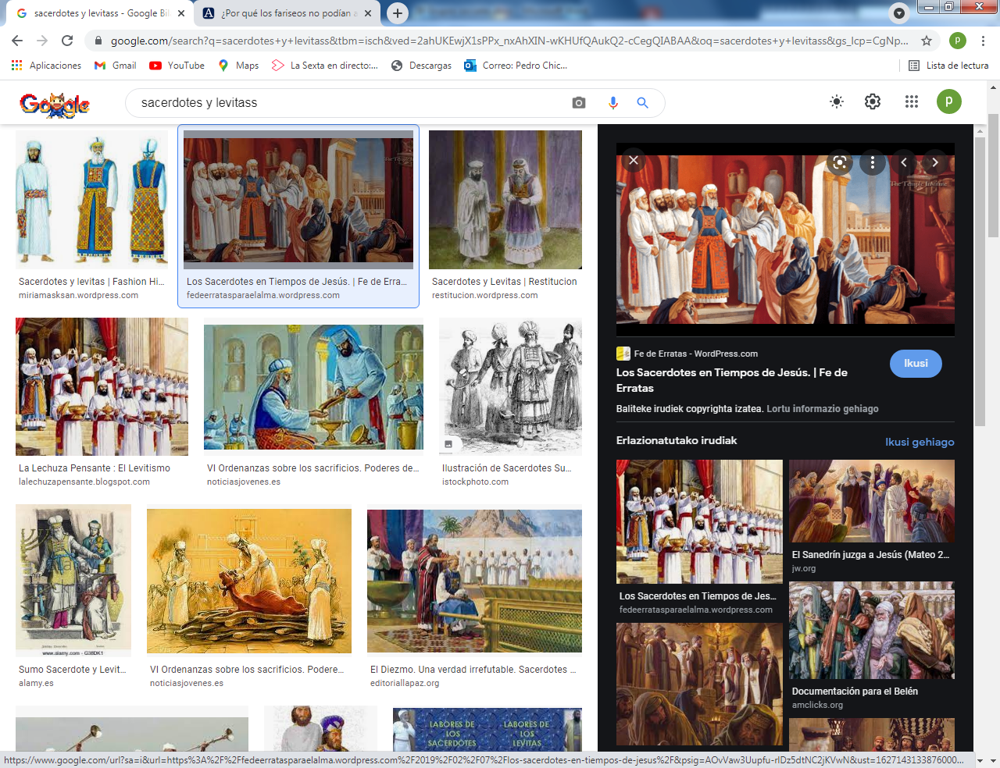 sacerdotes y levitass - Google Bil
¿Por qué los fariseos no podían a
google.com/search?q=sacerdotes+y+levitass&tbm=isch&ved=2ahUKEwjX1sPPx_nxAhXIN-wKHUfQAukQ2-cCegQIABAA&oq=sacerdotes+y+levitass&gs_lcp=CgNp...
p
Aplicaciones
Gmail
YouTube
Maps
La Sexta en directo:...
Descargas
Correo: Pedro Chic...
Lista de lectura
Google
sacerdotes y levitass
p
Sacerdotes y levitas | Fashion Hi...
miriamasksan.wordpress.com
Los Sacerdotes en Tiempos de Jesús. | Fe de Erra...
fedeerratasparaelalma.wordpress.com
Sacerdotes y Levitas | Restitucion
restitucion.wordpress.com
La Lechuza Pensante : El Levitismo
lalechuzapensante.blogspot.com
VI Ordenanzas sobre los sacrificios. Poderes de...
noticiasjovenes.es
Ilustración de Sacerdotes Su...
istockphoto.com
www.alamy.com - G38DK1
Sumo Sacerdote y Levit...
alamy.es
VI Ordenanzas sobre los sacrificios. Podere...
noticiasjovenes.es
El Diezmo. Una verdad irrefutable. Sacerdotes ...
editoriallapaz.org
LABORES DE
LOS
SACERDOTES
LABORES DE
LOS
LEVITAS
The Temple Institute
Fe de Erratas - WordPress.com
Los Sacerdotes en Tiempos de Jesús. | Fe de
Erratas
Ikusi
Baliteke irudiek copyrighta izatea. Lortu informazio gehiago
Erlazionatutako irudiak
Ikusi gehiago
Los Sacerdotes en Tiempos de Jes...
fedeerratasparaelalma.wordpress.com
El Sanedrín juzga a Jesús (Mateo 2...
jw.org
Documentación para el Belén
amclicks.org
https://www.google.com/url?sa=i&url=https%3A%2F%2Ffedeerratasparaelalma.wordpress.com%2F2019%2F02%2F07%2Flos-sacerdotes-en-tiempos-de-jesus%2F&psig=AOvVaw3Uupfu-rIDz5dtNC2jKVwN&ust=1627143133876000...